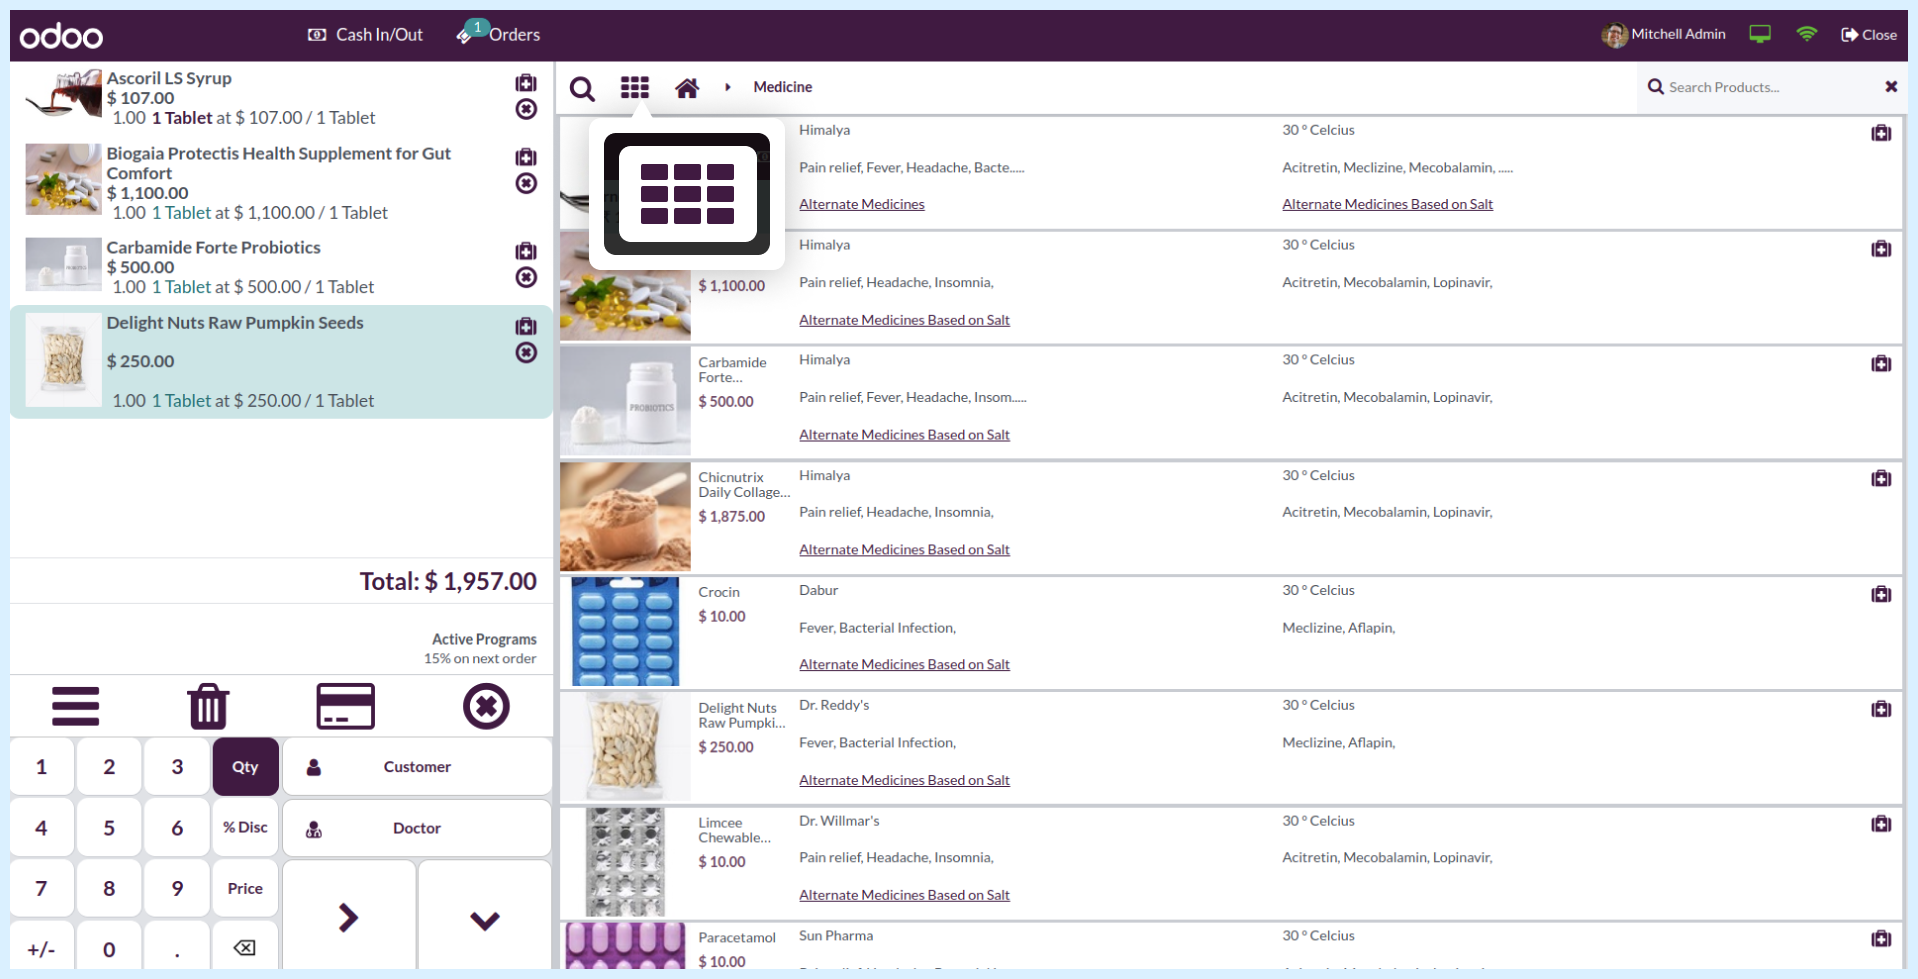 odoo
Cash In/Out
1
Orders
Mitchell Admin
Close
Ascoril LS Syrup
$ 107.00
1.00 1 Tablet at $ 107.00 / 1 Tablet
Biogaia Protectis Health Supplement for Gut
Comfort
$ 1,100.00
1.00 1 Tablet at $ 1,100.00 / 1 Tablet
Carbamide Forte Probiotics
$ 500.00
1.00 1 Tablet at $ 500.00 / 1 Tablet
Delight Nuts Raw Pumpkin Seeds
$ 250.00
1.00 1 Tablet at $ 250.00 / 1 Tablet
Total: $ 1,957.00
Active Programs
15% on next order
1 2 3 Qty Customer
4 5 6 % Disc Doctor
7 8 9 Price
+/- 0 .
Medicine
Search Products...
Himalya
30 ° Celcius
Pain relief, Fever, Headache, Bacte.....
Acitretin, Meclizine, Mecobalamin, .....
Alternate Medicines
Alternate Medicines Based on Salt
Himalya
30 ° Celcius
$ 1,100.00
Pain relief, Headache, Insomnia,
Acitretin, Mecobalamin, Lopinavir,
Alternate Medicines Based on Salt
Carbamide
Forte...
$ 500.00
PROBIOTICS
Himalya
30 ° Celcius
Pain relief, Fever, Headache, Insom.....
Acitretin, Mecobalamin, Lopinavir,
Alternate Medicines Based on Salt
Chicnutrix
Daily Collage...
$ 1,875.00
Himalya
30 ° Celcius
Pain relief, Headache, Insomnia,
Acitretin, Mecobalamin, Lopinavir,
Alternate Medicines Based on Salt
Crocin
$ 10.00
Dabur
30 ° Celcius
Fever, Bacterial Infection,
Meclizine, Aflapin,
Alternate Medicines Based on Salt
Delight Nuts
Raw Pumpki...
$ 250.00
Dr. Reddy's
30 ° Celcius
Fever, Bacterial Infection,
Meclizine, Aflapin,
Alternate Medicines Based on Salt
Limcee
Chewable...
$ 10.00
Dr. Willmar's
30 ° Celcius
Pain relief, Headache, Insomnia,
Acitretin, Mecobalamin, Lopinavir,
Alternate Medicines Based on Salt
Paracetamol
$ 10.00
Sun Pharma
30 ° Celcius